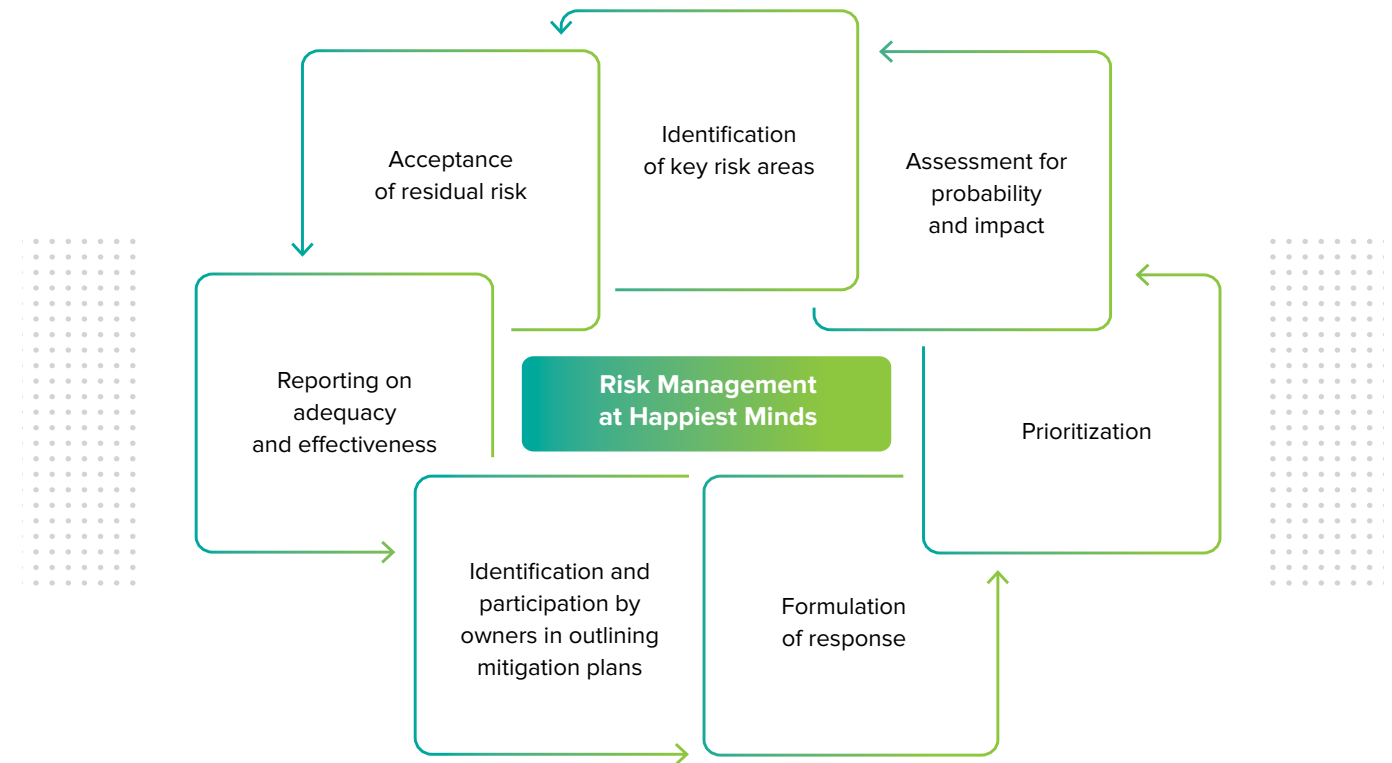 Identification
of key risk areas
Assessment for
probability
and impact
Prioritization
Formulation
of response
Identification and
participation by
owners in outlining
mitigation plans
Reporting on
adequacy
and effectiveness
Acceptance
of residual risk
Risk Management
at Happiest Minds